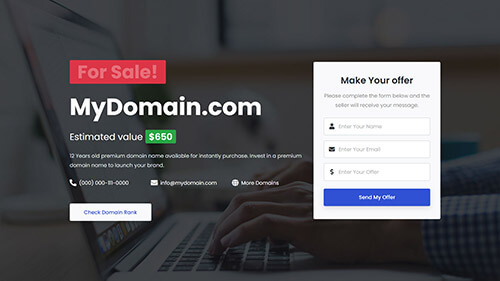 For Sale!
MyDomain.com
Estimated value $650
12 Years old premium domain name available for instantly purchase. Invest in a premium
domain name to launch your brand.
(000) 000-111-0000 info@mydomain.com More Domains
Check Domain Rank
Make Your offer
Please complete the form below and the
seller will receive your message.
Enter Your Name
Enter Your Email
Enter Your Offer
Send My Offer